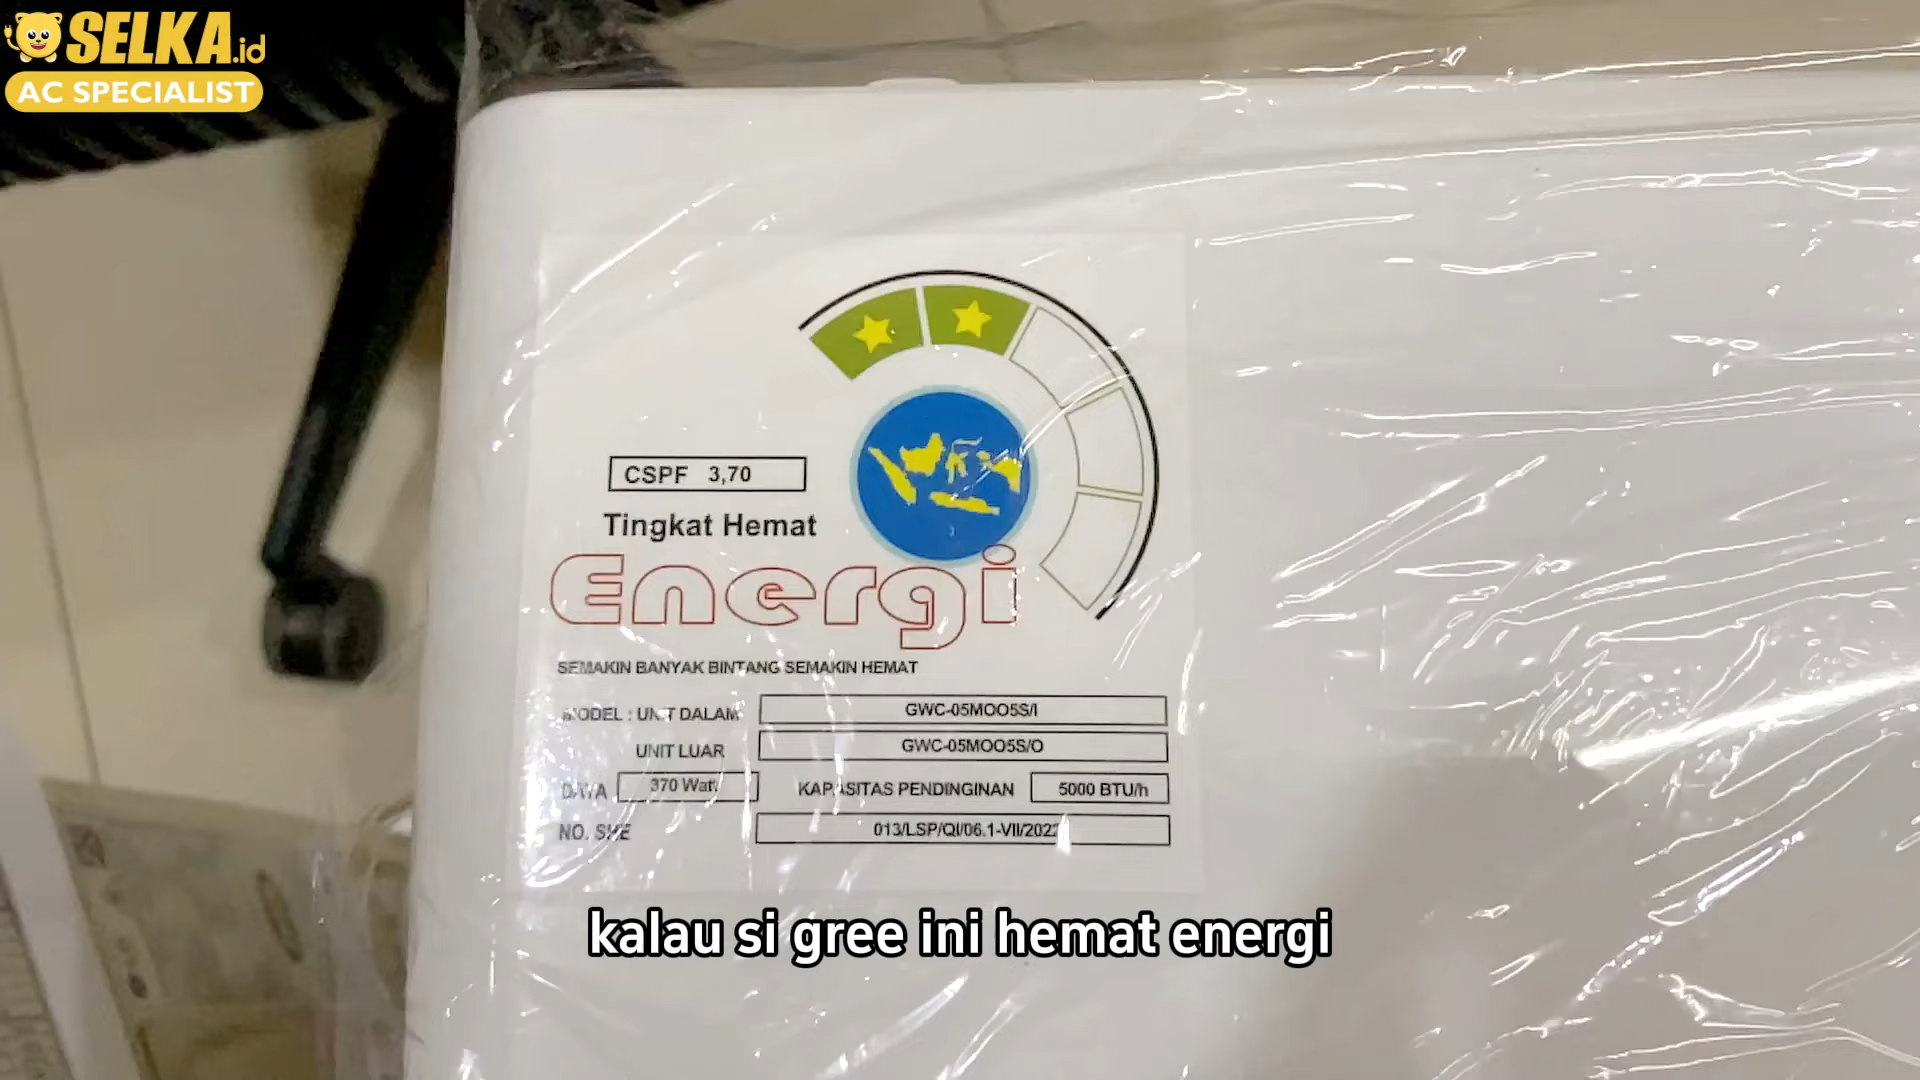 SELKA.id
AC SPECIALIST
CSPF 3,70
Tingkat Hemat
Energi
SEMAKIN BANYAK BINTANG SEMAKIN HEMAT
MODEL : UNIT DALAM GWC-05MOO5S/I
UNIT LUAR GWC-05MOO5S/O
DAYA 370 Watt KAPASITAS PENDINGINAN 5000 BTU/h
NO. SHE 013/LSP/QI/06.1-VII/2022
kalau si gree ini hemat energi